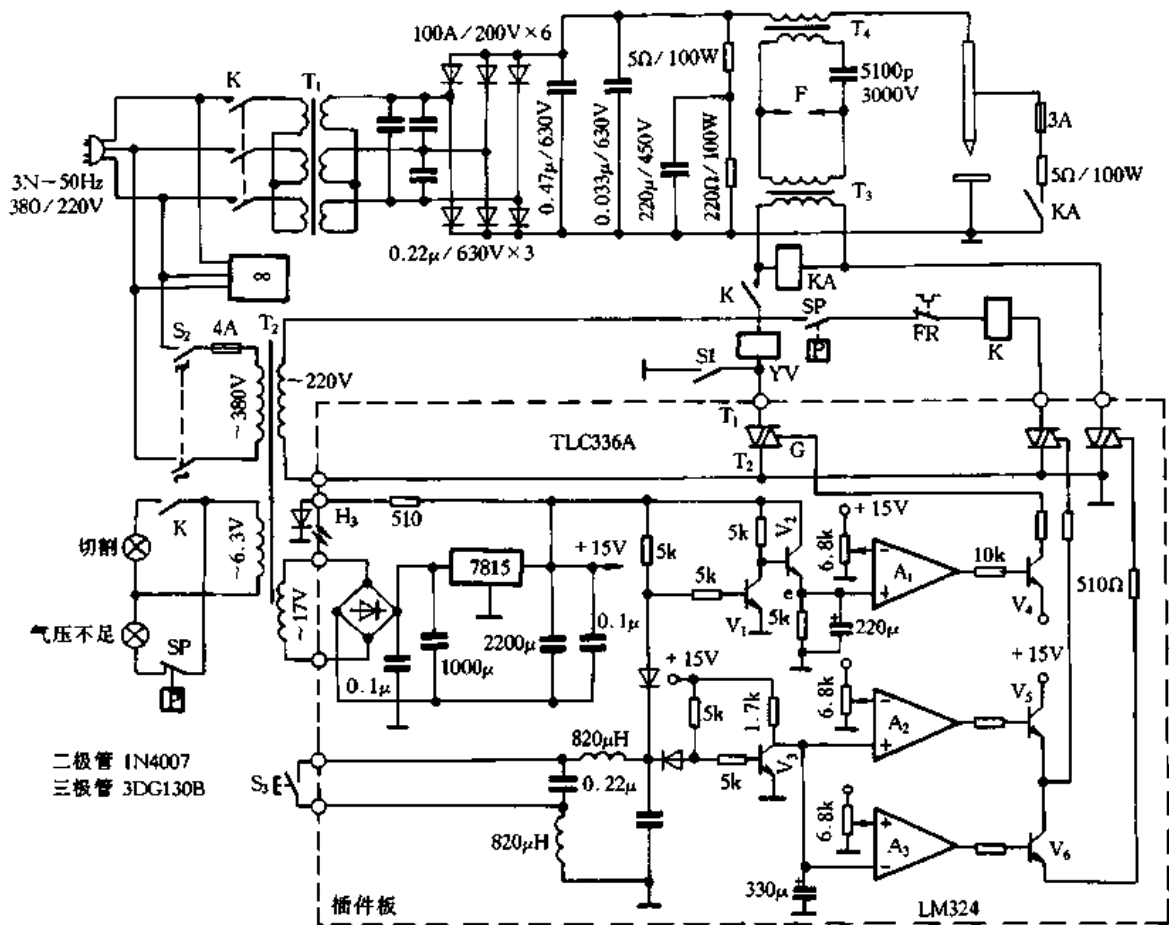 100A/200V×6
K
T₁
3N~50Hz
380/220V
0.47μ/630V
0.033μ/630V
0.22μ/630V×3
5Ω/100W
220μ/450V
220Ω/100W
T₄
5100p
3000V
F
T₃
3A
5Ω/100W
KA
KA
K
SP
P
FR
K
S1
YV
∞
S₂
4A
T₂
~380V
~220V
~6.3V
~17V
K
切割
气压不足
SP
P
TLC336A
T₁
T₂
G
H₃
510
7815
+15V
1000μ
0.1μ
2200μ
0.1μ
5k
5k
5k
V₁
V₂
e
5k
220μ
+15V
6.8k
-
+
A₁
10k
V₄
510Ω
+15V
5k
1.7k
5k
V₃
6.8k
-
+
A₂
+15V
V₅
6.8k
+
-
A₃
V₆
330μ
+
LM324
二极管 1N4007
三极管 3DG130B
S₃
820μH
0.22μ
820μH
插件板